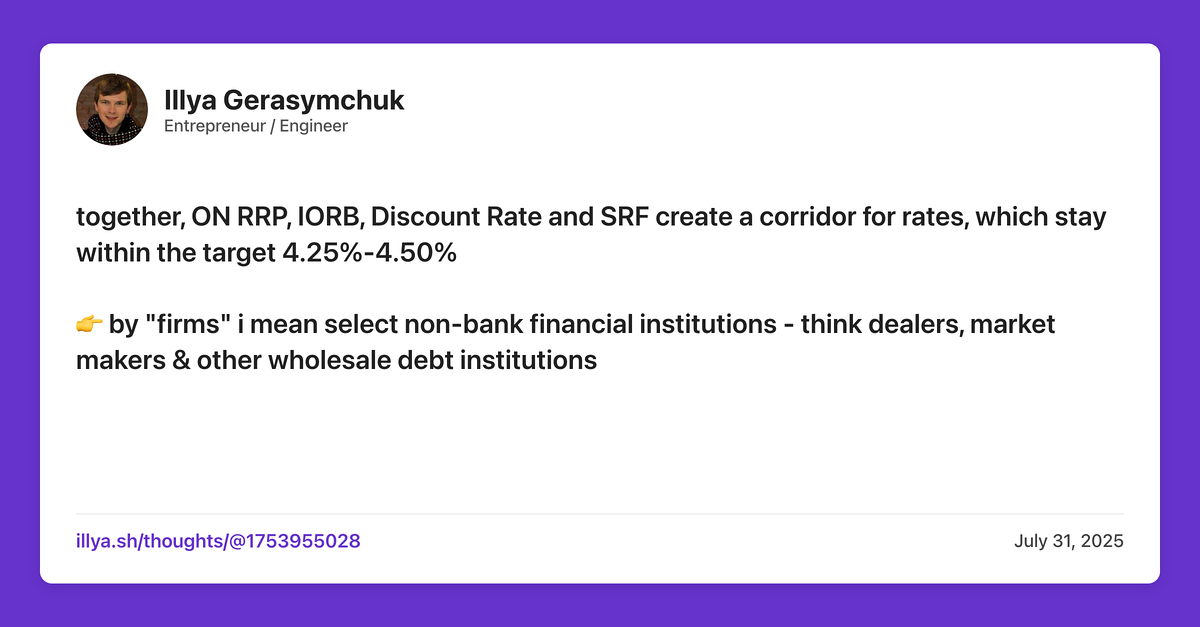 Illya Gerasymchuk
Entrepreneur / Engineer
together, ON RRP, IORB, Discount Rate and SRF create a corridor for rates, which stay
within the target 4.25%-4.50%
👉 by "firms" i mean select non-bank financial institutions - think dealers, market
makers & other wholesale debt institutions
illya.sh/thoughts/@1753955028
July 31, 2025